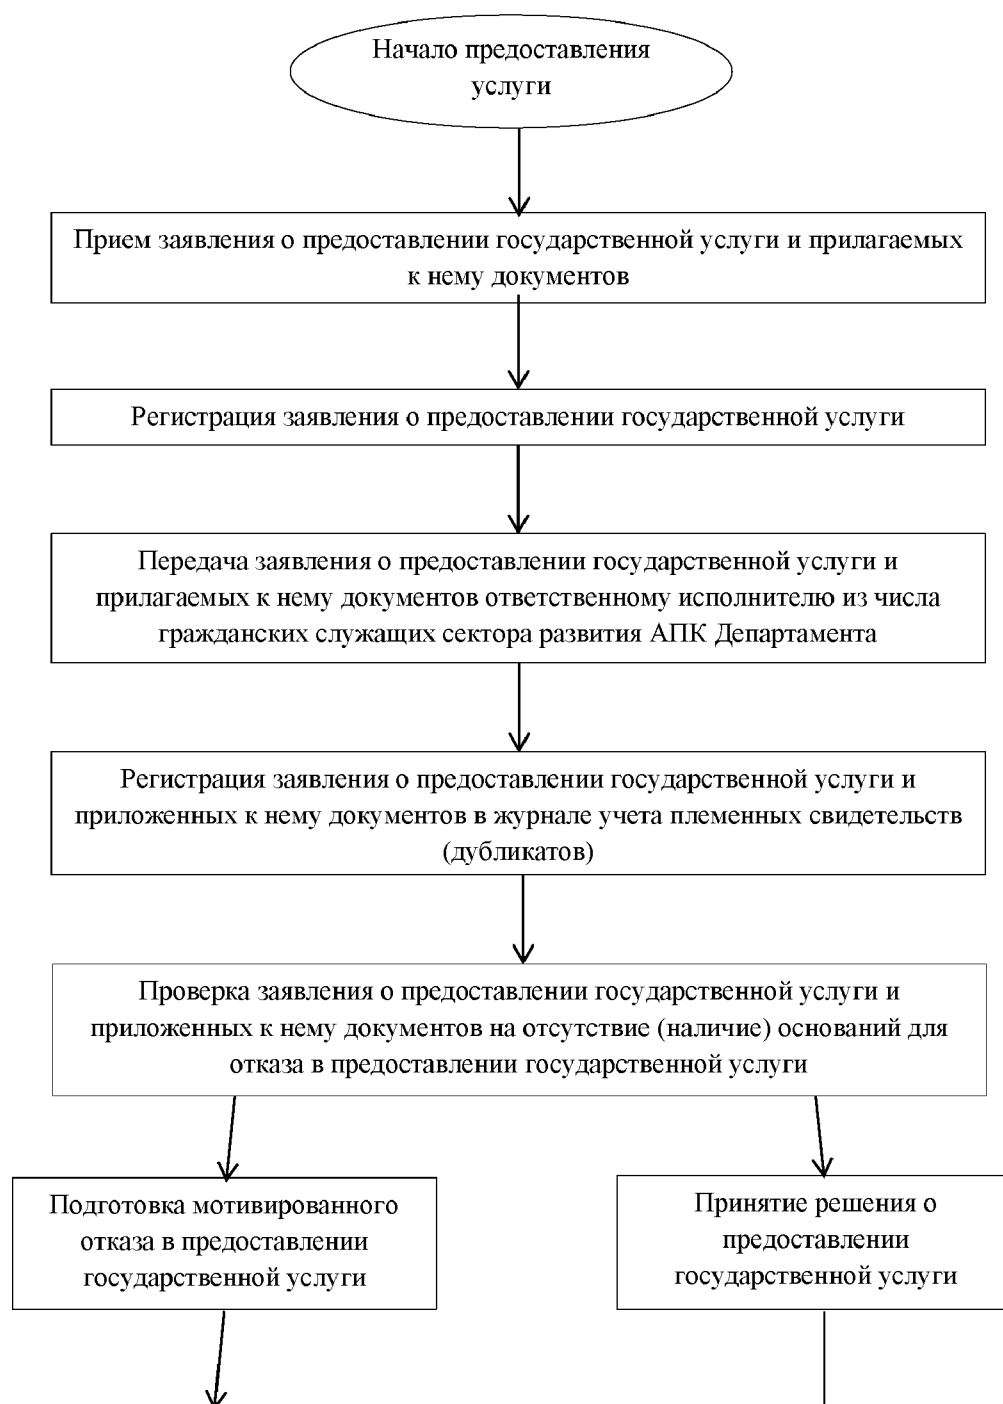 Начало предоставления
услуги
Прием заявления о предоставлении государственной услуги и прилагаемых
к нему документов
Регистрация заявления о предоставлении государственной услуги
Передача заявления о предоставлении государственной услуги и
прилагаемых к нему документов ответственному исполнителю из числа
гражданских служащих сектора развития АПК Департамента
Регистрация заявления о предоставлении государственной услуги и
приложенных к нему документов в журнале учета племенных свидетельств
(дубликатов)
Проверка заявления о предоставлении государственной услуги и
приложенных к нему документов на отсутствие (наличие) оснований для
отказа в предоставлении государственной услуги
Подготовка мотивированного
отказа в предоставлении
государственной услуги
Принятие решения о
предоставлении
государственной услуги